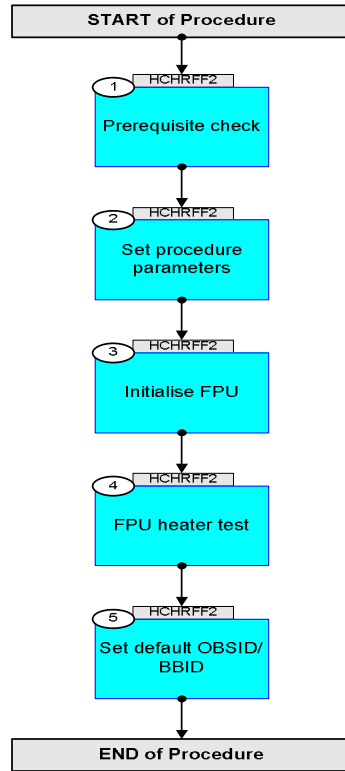 START of Procedure
HCHRFF2
1
Prerequisite check
HCHRFF2
2
Set procedure
parameters
HCHRFF2
3
Initialise FPU
HCHRFF2
4
FPU heater test
HCHRFF2
5
Set default OBSID/
BBID
END of Procedure